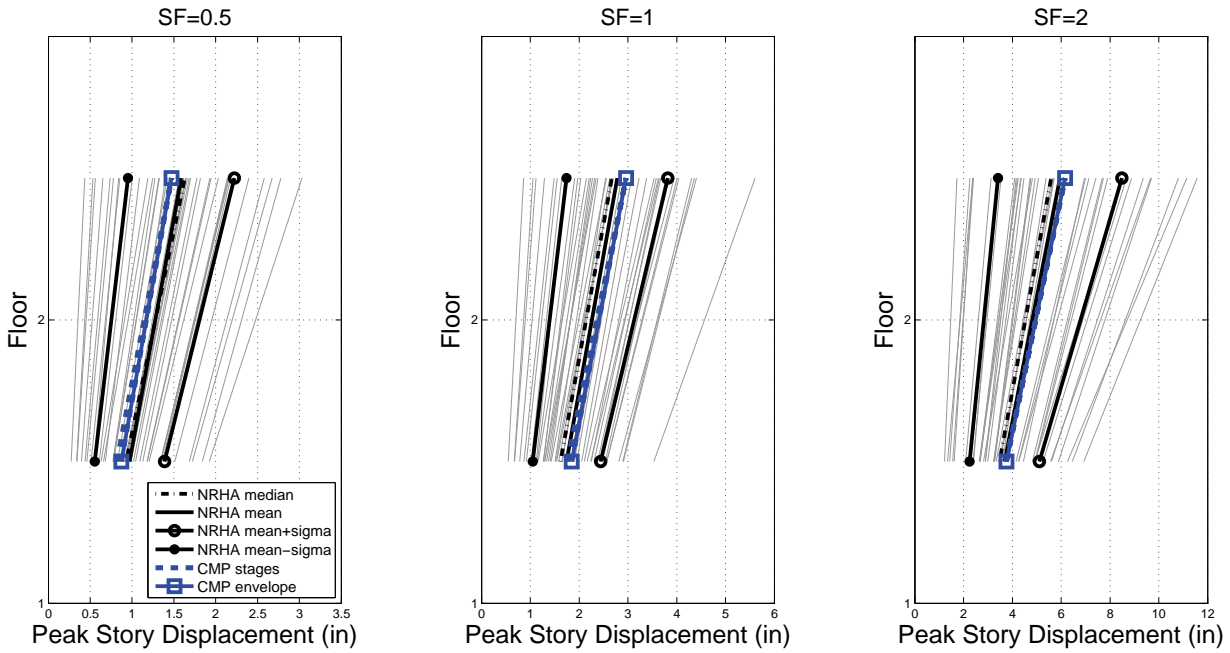 SF=0.5
Floor
2
1
0 0.5 1 1.5 2 2.5 3 3.5
Peak Story Displacement (in)
NRHA median
NRHA mean
NRHA mean+sigma
NRHA mean−sigma
CMP stages
CMP envelope
SF=1
Floor
2
1
0 1 2 3 4 5 6
Peak Story Displacement (in)
SF=2
Floor
2
1
0 2 4 6 8 10 12
Peak Story Displacement (in)